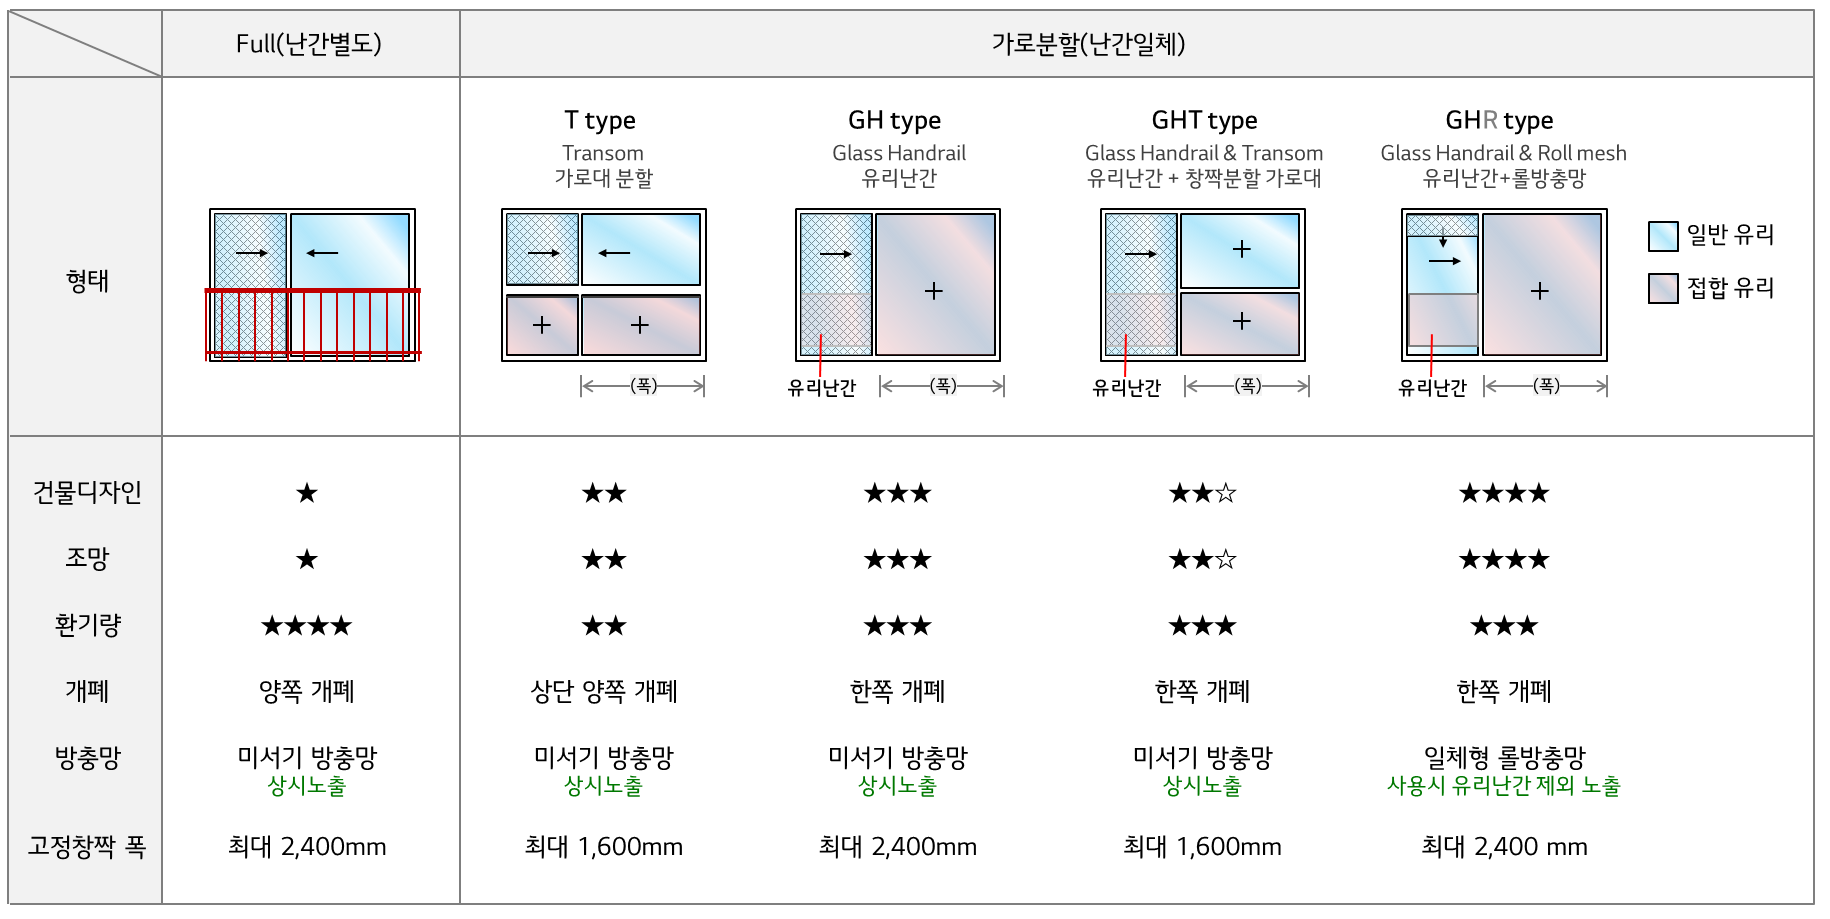 Full(난간별도)
가로분할(난간일체)
형태
T type
Transom
가로대 분할
GH type
Glass Handrail
유리난간
GHT type
Glass Handrail & Transom
유리난간 + 창짝분할 가로대
GHR type
Glass Handrail & Roll mesh
유리난간+롤방충망
일반 유리
접합 유리
(폭)
유리난간
(폭)
유리난간
(폭)
유리난간
(폭)
건물디자인 ★ ★★ ★★★ ★★☆ ★★★★
조망 ★ ★★ ★★★ ★★☆ ★★★★
환기량 ★★★★ ★★ ★★★ ★★★ ★★★
개폐 양쪽 개폐 상단 양쪽 개폐 한쪽 개폐 한쪽 개폐 한쪽 개폐
방충망 미서기 방충망 미서기 방충망 미서기 방충망 미서기 방충망 일체형 롤방충망
상시노출 상시노출 상시노출 상시노출 사용시 유리난간 제외 노출
고정창짝 폭 최대 2,400mm 최대 1,600mm 최대 2,400mm 최대 1,600mm 최대 2,400 mm